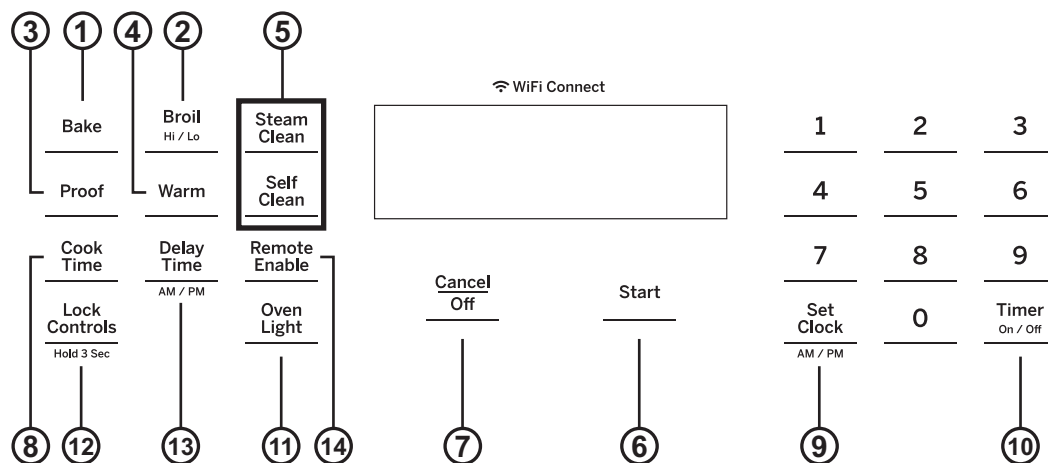 3 1 4 2 5
WiFi Connect
Bake
Broil
Hi / Lo
Steam
Clean
1 2 3
Proof
Warm
Self
Clean
4 5 6
Cook
Time
Delay
Time
AM / PM
Remote
Enable
Cancel
Off
Start
7 8 9
Lock
Controls
Hold 3 Sec
Oven
Light
Set
Clock
AM / PM
0
Timer
On / Off
8 12 13 11 14 7 6 9 10